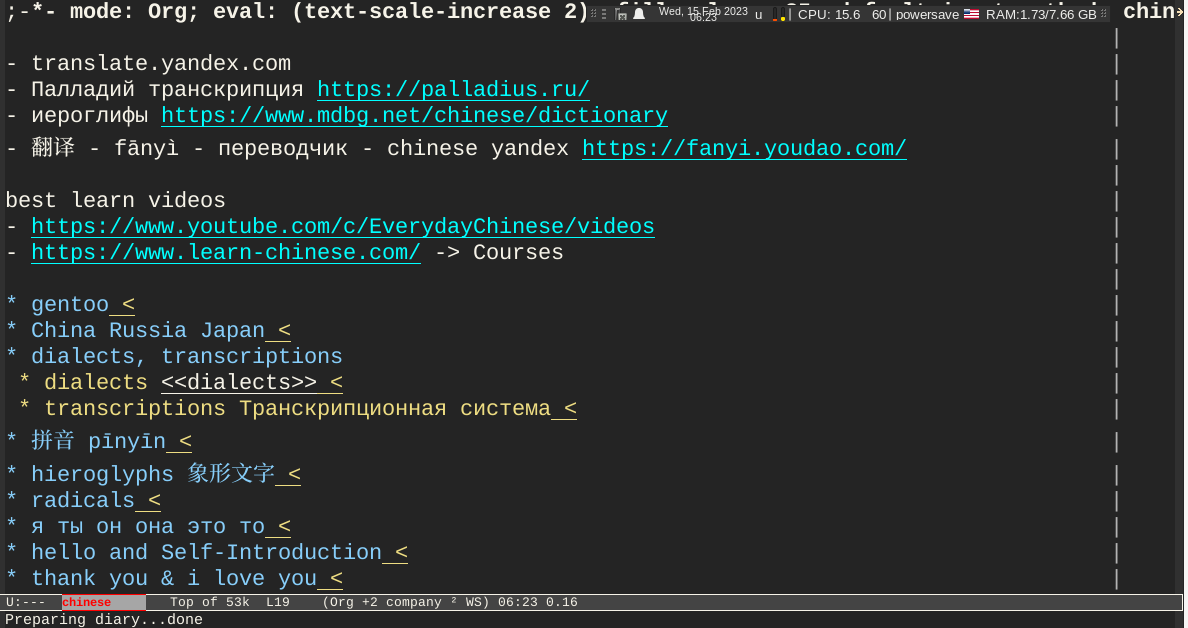 ;-*- mode: Org; eval: (text-scale-increase 2)
Wed, 15 Feb 2023
06:23
u
CPU: 15.6 60| powersave
RAM:1.73/7.66 GB
chin
- translate.yandex.com
- Палладий транскрипция https://palladius.ru/
- иероглифы https://www.mdbg.net/chinese/dictionary
- 翻译 - fānyì - переводчик - chinese yandex https://fanyi.youdao.com/
best learn videos
- https://www.youtube.com/c/EverydayChinese/videos
- https://www.learn-chinese.com/ -> Courses
* gentoo <
* China Russia Japan <
* dialects, transcriptions
* dialects <<dialects>> <
* transcriptions Транскрипционная система <
* 拼音 pīnyīn <
* hieroglyphs 象形文字 <
* radicals <
* я ты он она это то <
* hello and Self-Introduction <
* thank you & i love you <
U:--- chinese Top of 53k L19 (Org +2 company ² WS) 06:23 0.16
Preparing diary...done